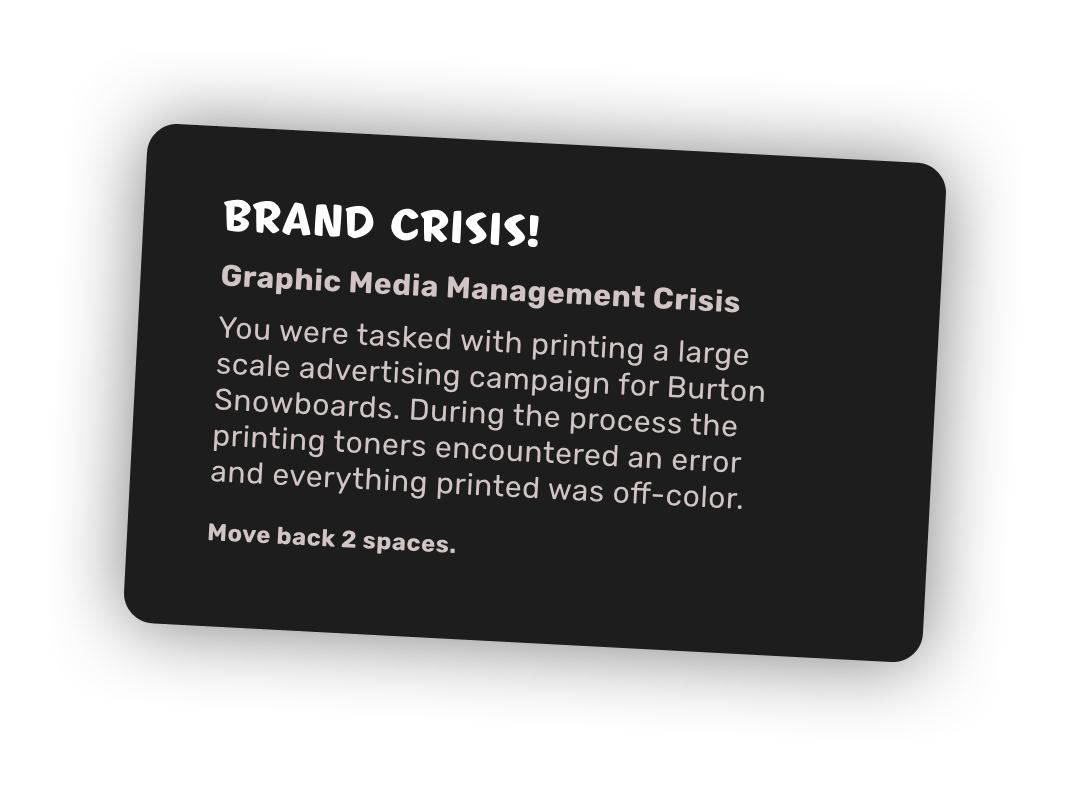 BRAND CRISIS!
Graphic Media Management Crisis
You were tasked with printing a large
scale advertising campaign for Burton
Snowboards. During the process the
printing toners encountered an error
and everything printed was off-color.
Move back 2 spaces.